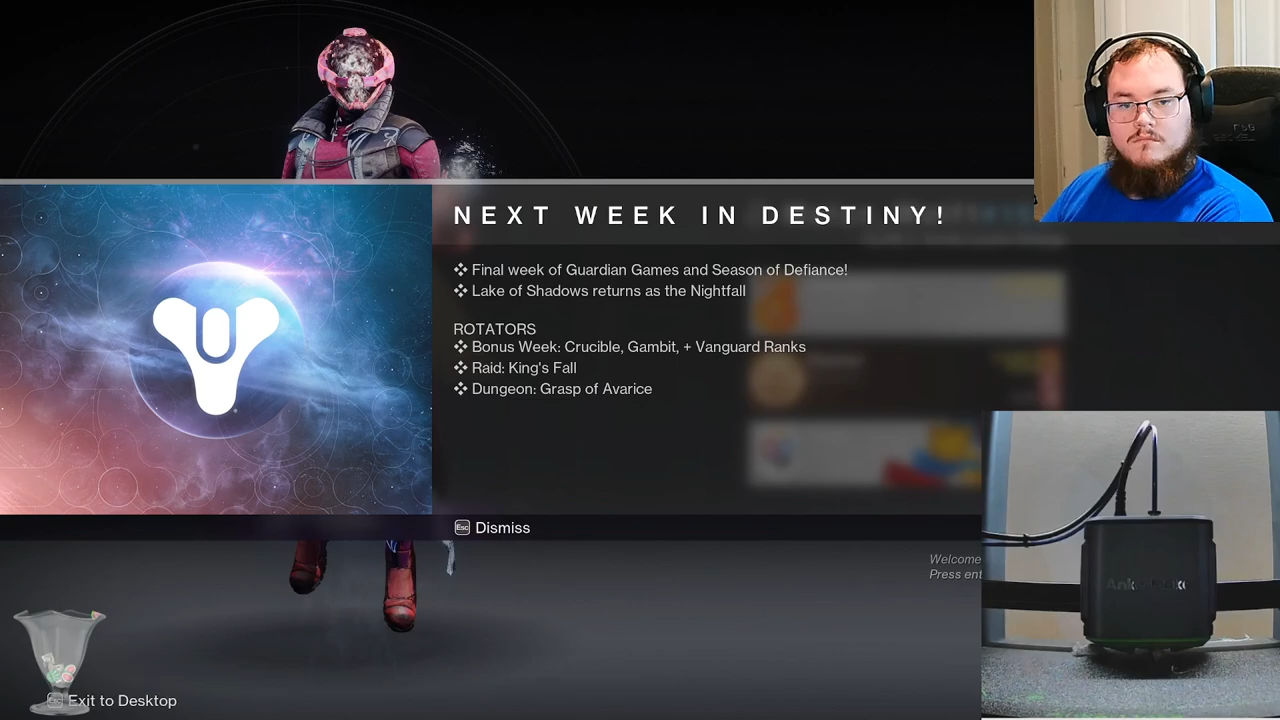 NEXT WEEK IN DESTINY!
Final week of Guardian Games and Season of Defiance!
Lake of Shadows returns as the Nightfall
ROTATORS
Bonus Week: Crucible, Gambit, + Vanguard Ranks
Raid: King's Fall
Dungeon: Grasp of Avarice
Esc Dismiss
Welcome
Press ent
AnkerMake
Exit to Desktop